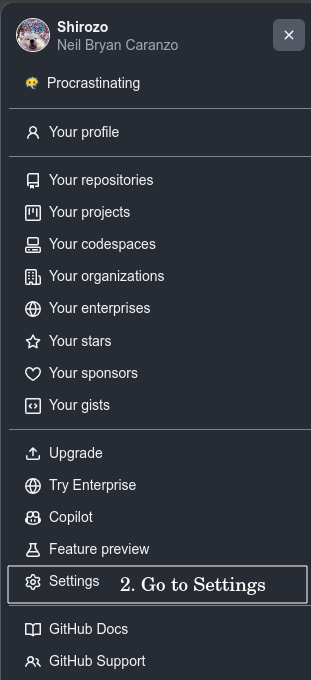 Shirozo
Neil Bryan Caranzo
Procrastinating
Your profile
Your repositories
Your projects
Your codespaces
Your organizations
Your enterprises
Your stars
Your sponsors
Your gists
Upgrade
Try Enterprise
Copilot
Feature preview
Settings 2. Go to Settings
GitHub Docs
GitHub Support